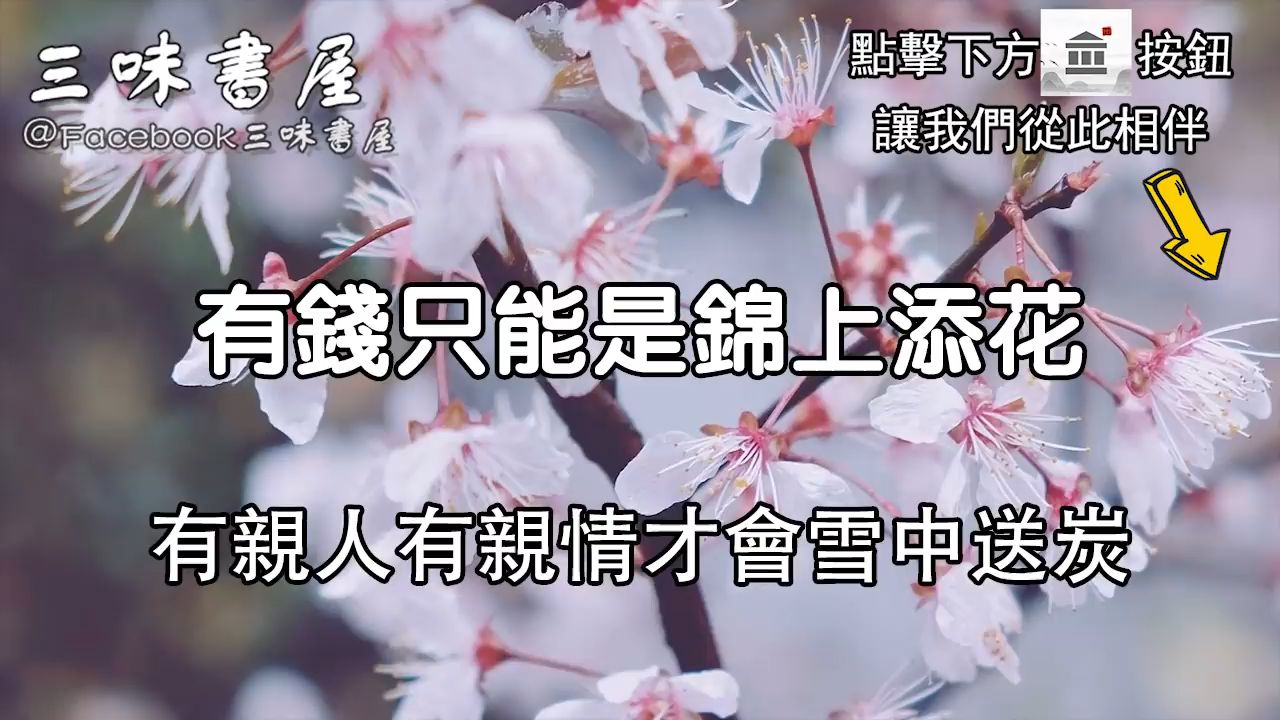 三味書屋
@Facebook三味書屋
點擊下方 按鈕
讓我們從此相伴
有錢只能是錦上添花
有親人有親情才會雪中送炭